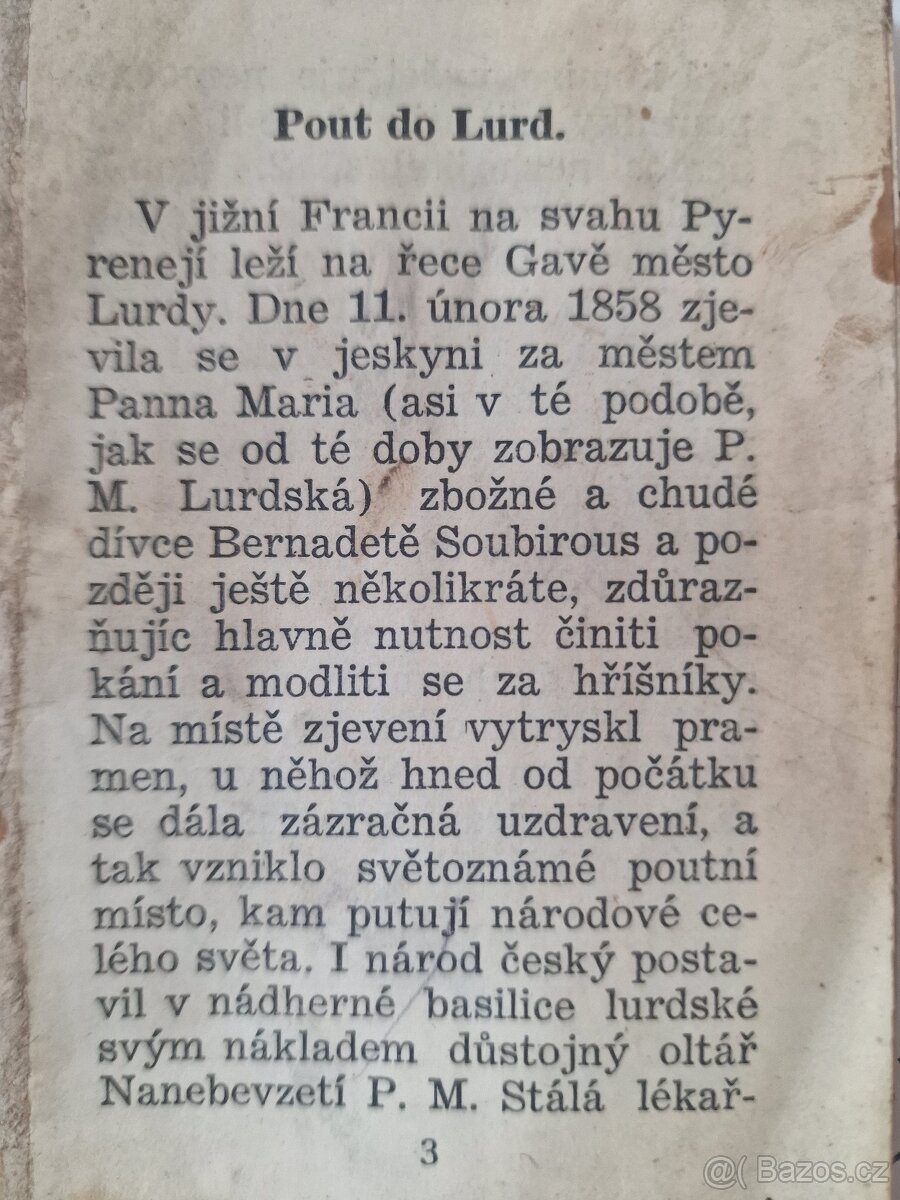 Pout do Lurd.
V jižní Francii na svahu Py-
renejí leží na řece Gavě město
Lurdy. Dne 11. února 1858 zje-
vila se v jeskyni za městem
Panna Maria (asi v té podobě,
jak se od té doby zobrazuje P.
M. Lurdská) zbožné a chudé
dívce Bernadetě Soubirous a po-
zději ještě několikráte, zdůraz-
ňujíc hlavně nutnost činiti po-
kání a modliti se za hříšníky.
Na místě zjevení vytryskl pra-
men, u něhož hned od počátku
se dála zázračná uzdravení, a
tak vzniklo světoznámé poutní
místo, kam putují národové ce-
lého světa. I národ český posta-
vil v nádherné basilice lurdské
svým nákladem důstojný oltář
Nanebevzetí P. M. Stálá lékař-
3
@( Bazos.cz